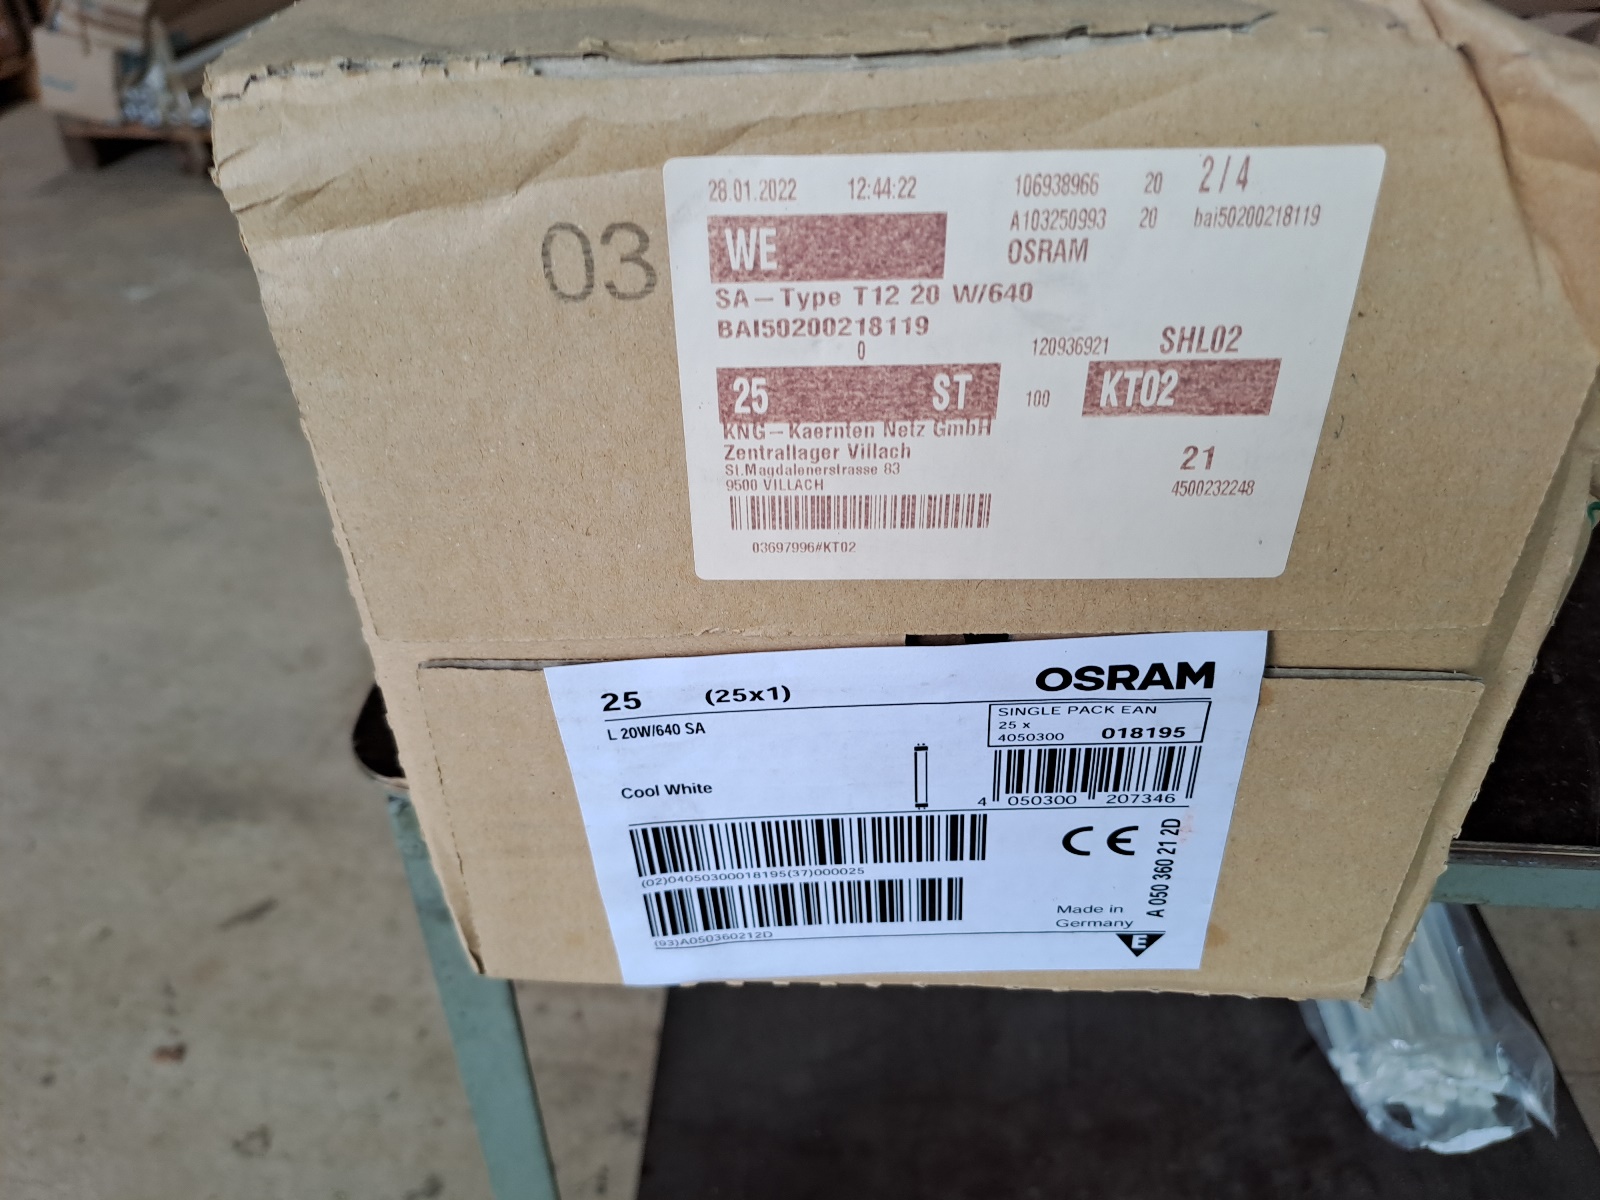 03
28.01.2022 12:44:22 106938966 20 2/4
A103250993 20 bai50200218119
WE OSRAM
SA-Type T12 20 W/640
BAI50200218119
0 120936921 SHL02
25 ST 100 KT02
KNG-Kaernten Netz GmbH
Zentrallager Villach 21
St.Magdalenerstrasse 83
9500 VILLACH 4500232248
03697996#KT02
25 (25x1) OSRAM
L 20W/640 SA
SINGLE PACK EAN
25 x
4050300 018195
Cool White
4 050300 207346
(02)04050300018195(37)000025
CE
A 050 360 21 2D
(93)A050360212D
Made in
Germany
E